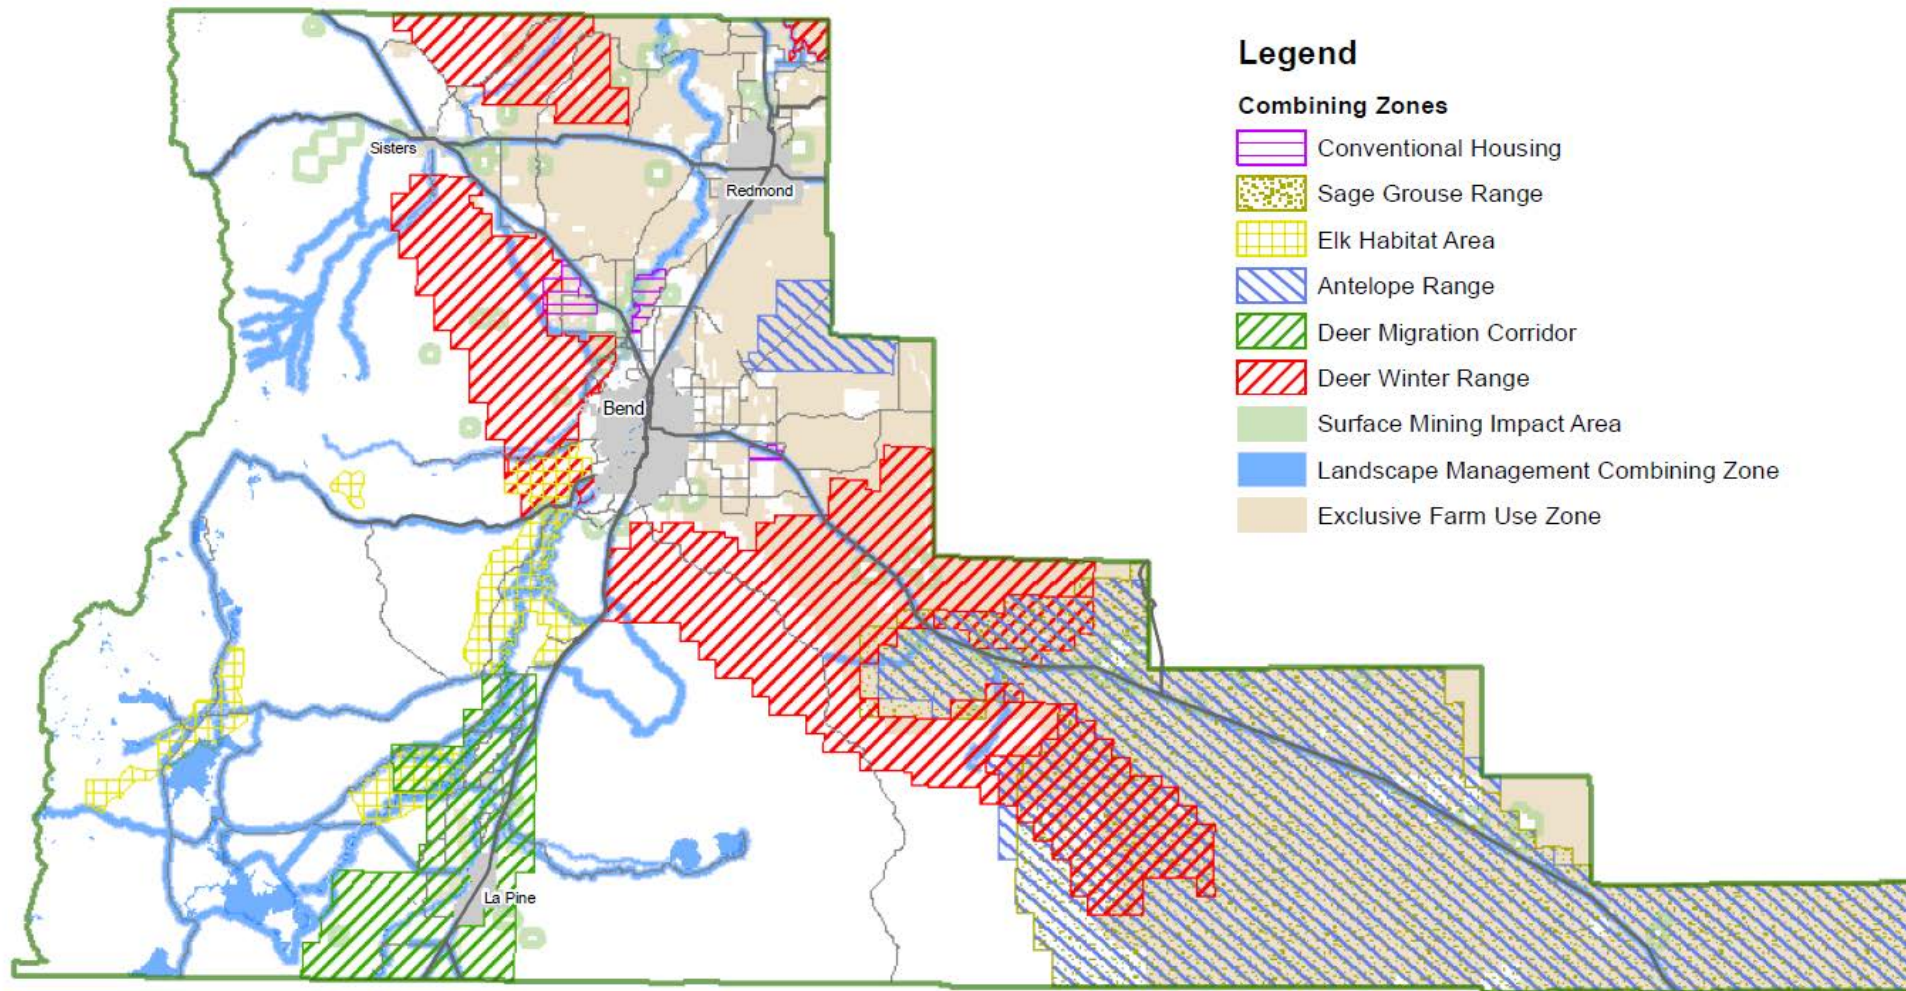 Legend
Combining Zones
Conventional Housing
Sage Grouse Range
Elk Habitat Area
Antelope Range
Deer Migration Corridor
Deer Winter Range
Surface Mining Impact Area
Landscape Management Combining Zone
Exclusive Farm Use Zone
Sisters
Redmond
Bend
La Pine